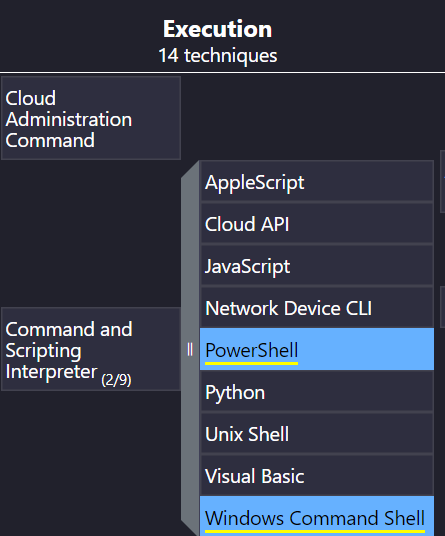 Execution
14 techniques
Cloud
Administration
Command
AppleScript
Cloud API
JavaScript
Network Device CLI
Command and
Scripting
Interpreter (2/9)
PowerShell
Python
Unix Shell
Visual Basic
Windows Command Shell